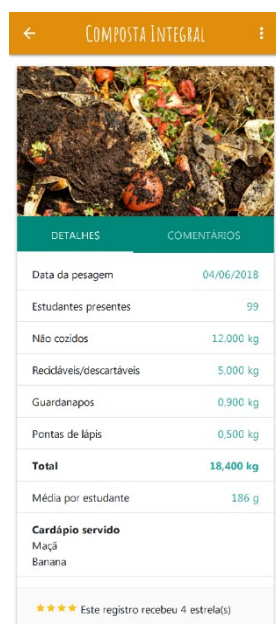 Composta Integral
DETALHES COMENTÁRIOS
Data da pesagem 04/06/2018
Estudantes presentes 99
Não cozidos 12,000 kg
Recicláveis/descartáveis 5,000 kg
Guardanapos 0,900 kg
Pontas de lápis 0,500 kg
Total 18,400 kg
Média por estudante 186 g
Cardápio servido
Maçã
Banana
Este registro recebeu 4 estrela(s)